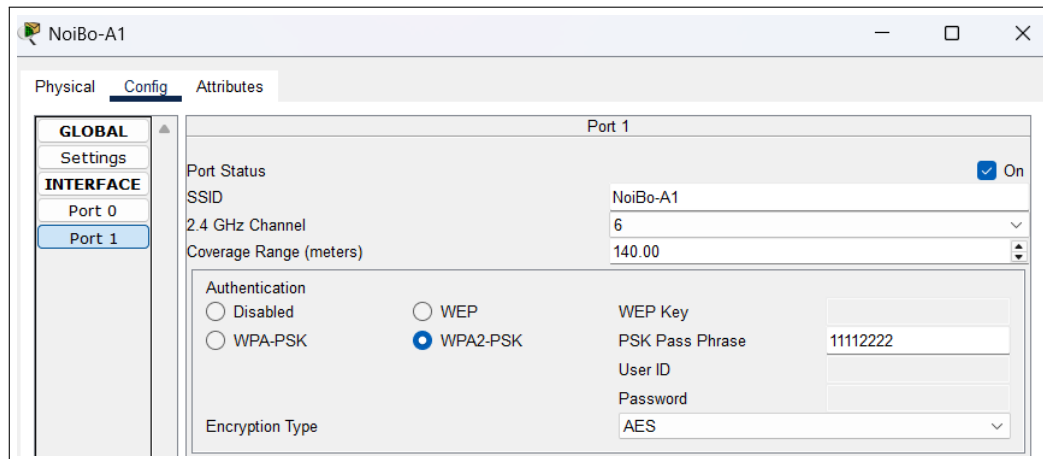 NoiBo-A1
Physical Config Attributes
GLOBAL
Settings
INTERFACE
Port 0
Port 1
Port 1
Port Status On
SSID NoiBo-A1
2.4 GHz Channel 6
Coverage Range (meters) 140.00
Authentication
Disabled WEP WEP Key
WPA-PSK WPA2-PSK PSK Pass Phrase 11112222
User ID
Password
Encryption Type AES